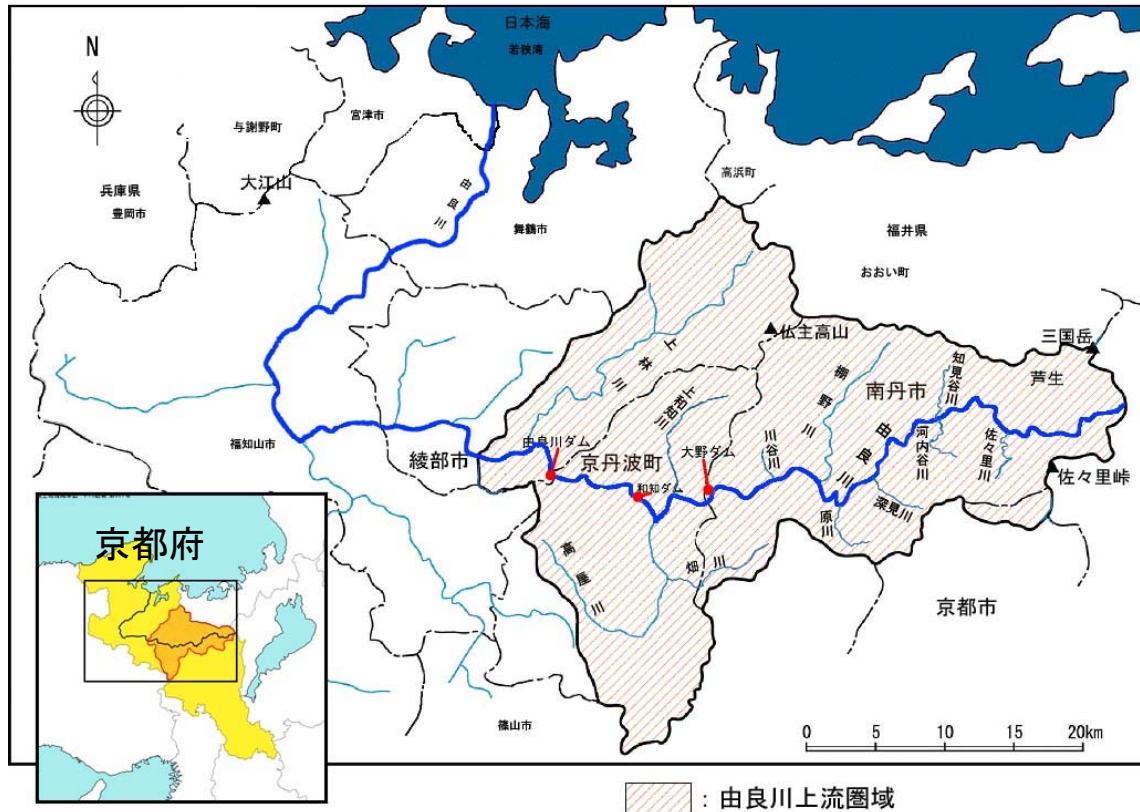 日本海
若狭湾
N
宮津市
与謝野町
大江山
兵庫県
豊岡市
由良川
舞鶴市
高浜町
福井県
おおい町
仏主高山
三国岳
知見谷川
芦生
上林川
上和知川
棚野川
南丹市
由良川
佐々里川
河内谷川
川谷川
福知山市
綾部市
由良川ダム
京丹波町
大野ダム
和知ダム
佐々里峠
深見川
原川
畑川
高屋川
京都市
京都府
篠山市
0 5 10 15 20km
：由良川上流圏域